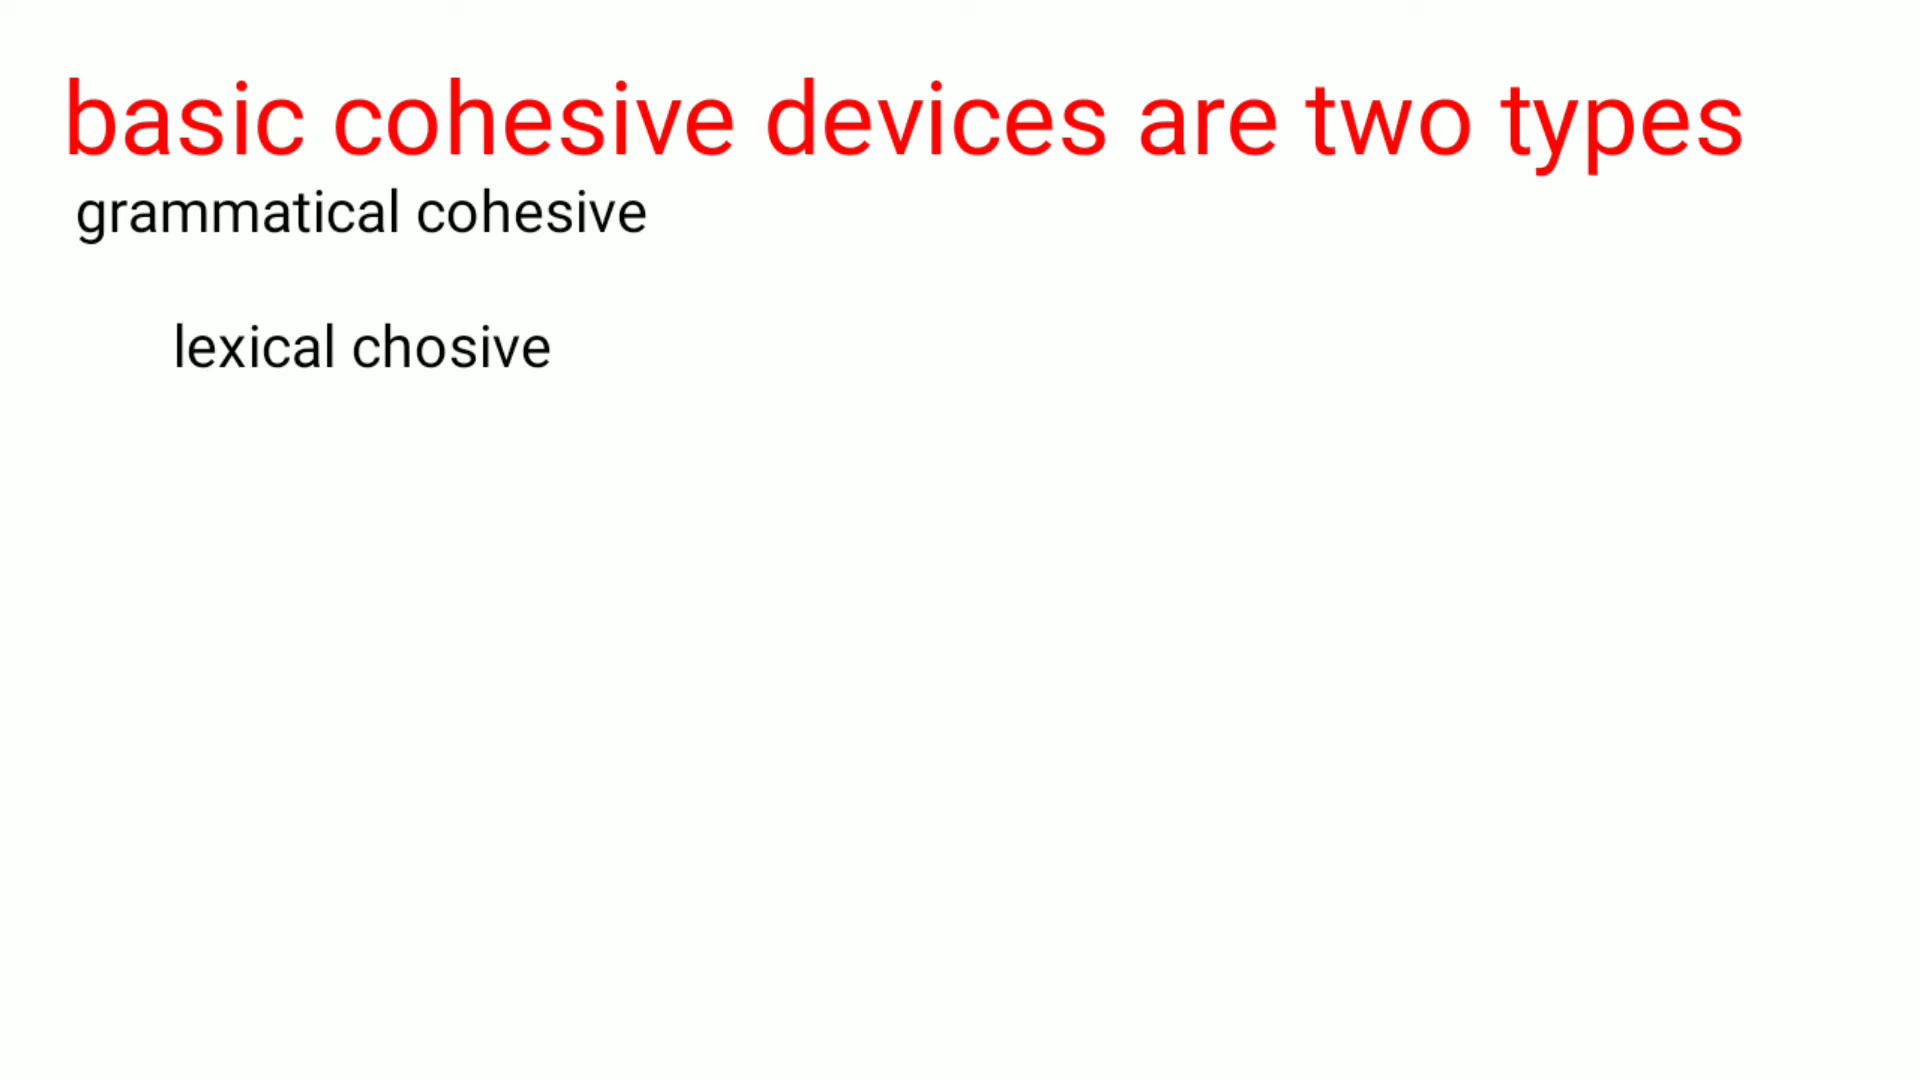 basic cohesive devices are two types
grammatical cohesive
lexical chosive